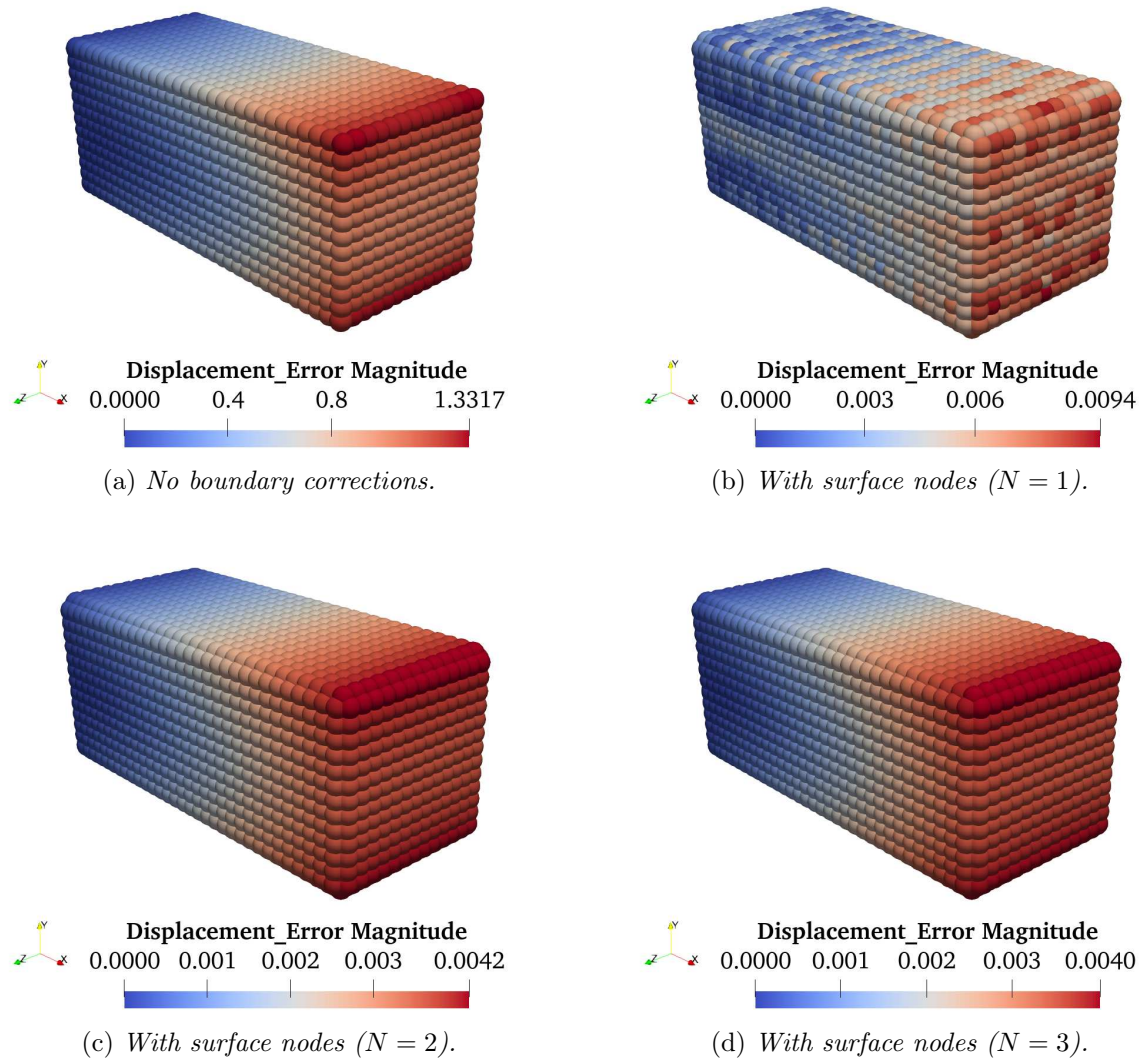 Displacement_Error Magnitude
0.0000 0.4 0.8 1.3317
Y
Z X
(a) No boundary corrections.
Displacement_Error Magnitude
0.0000 0.003 0.006 0.0094
Y
Z X
(b) With surface nodes (N = 1).
Displacement_Error Magnitude
0.0000 0.001 0.002 0.003 0.0042
Y
Z X
(c) With surface nodes (N = 2).
Displacement_Error Magnitude
0.0000 0.001 0.002 0.003 0.0040
Y
Z X
(d) With surface nodes (N = 3).